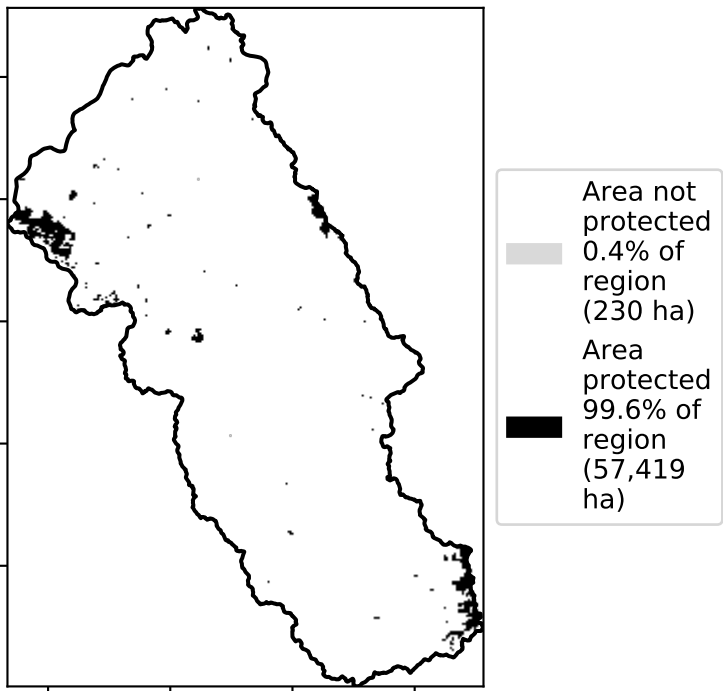 Area not
protected
0.4% of
region
(230 ha)
Area
protected
99.6% of
region
(57,419
ha)